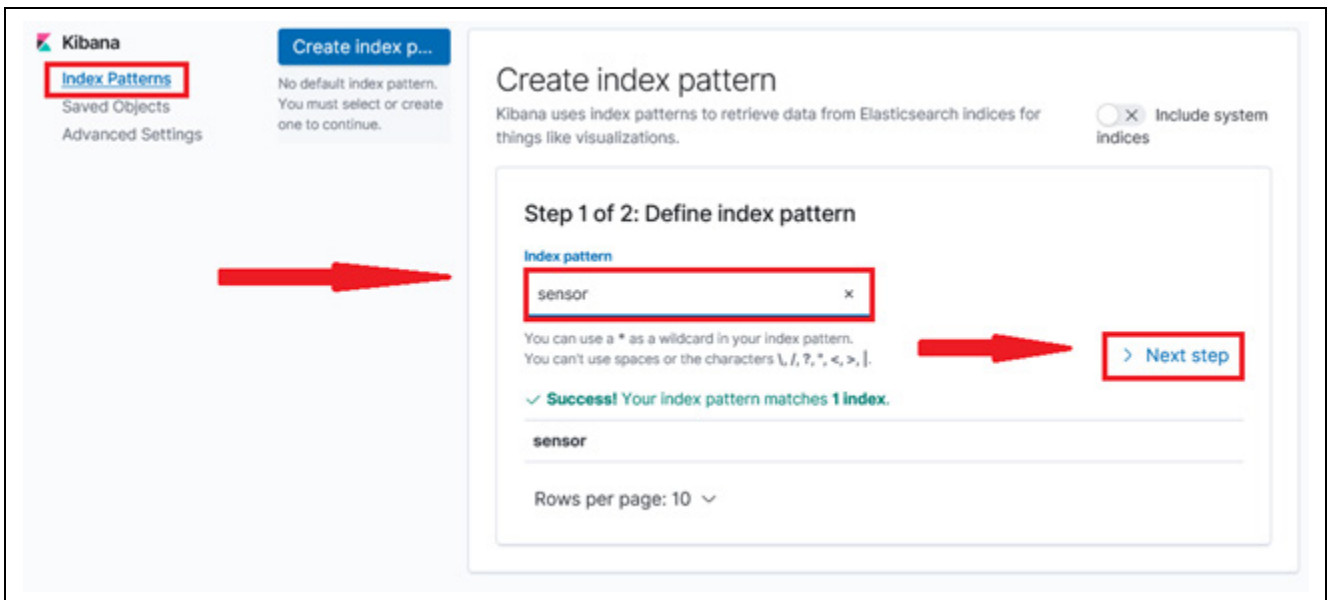 Kibana
Index Patterns
Saved Objects
Advanced Settings
Create index p...
No default index pattern.
You must select or create
one to continue.
Create index pattern
Kibana uses index patterns to retrieve data from Elasticsearch indices for
things like visualizations.
Include system
indices
Step 1 of 2: Define index pattern
Index pattern
sensor
You can use a * as a wildcard in your index pattern.
You can't use spaces or the characters \, /, ?, ", <, >, |.
Next step
Success! Your index pattern matches 1 index.
sensor
Rows per page: 10